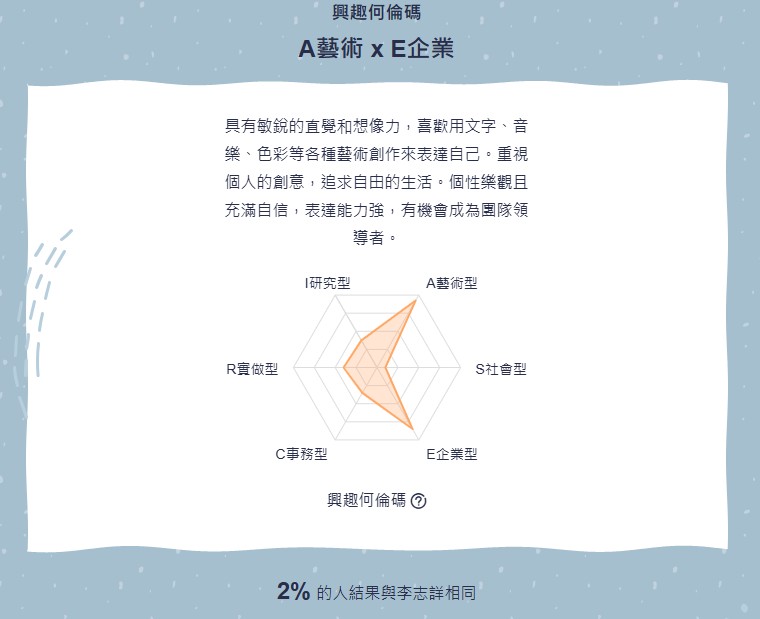 興趣何倫碼
A藝術 x E企業
具有敏銳的直覺和想像力，喜歡用文字、音
樂、色彩等各種藝術創作來表達自己。重視
個人的創意，追求自由的生活。個性樂觀且
充滿自信，表達能力強，有機會成為團隊領
導者。
I研究型
A藝術型
R實做型
S社會型
C事務型
E企業型
興趣何倫碼 ?
2% 的人結果與李志詳相同